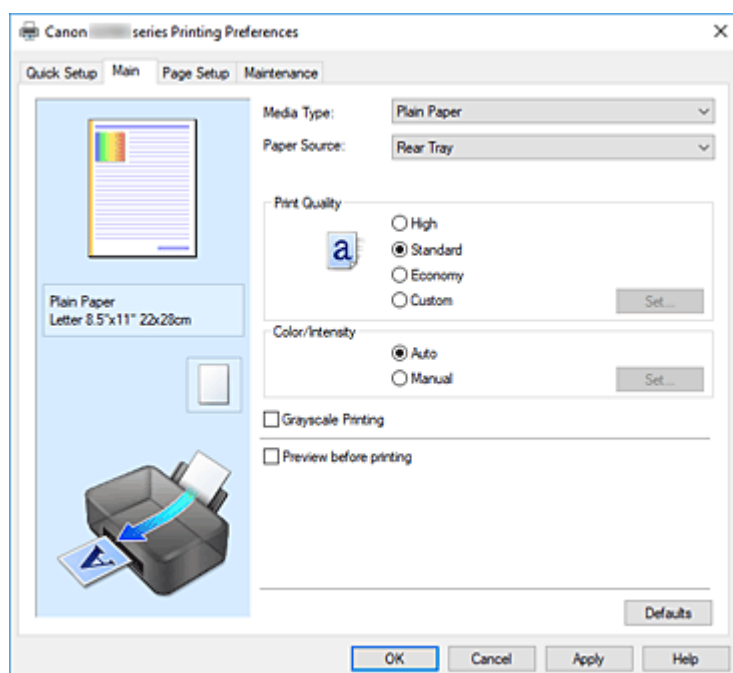 Canon series Printing Preferences
Quick Setup Main Page Setup Maintenance
Media Type: Plain Paper
Paper Source: Rear Tray
Print Quality
a
High
Standard
Economy
Custom Set...
Plain Paper
Letter 8.5"x11" 22x28cm
Color/Intensity
Auto
Manual Set...
Grayscale Printing
Preview before printing
A
Defaults
OK Cancel Apply Help